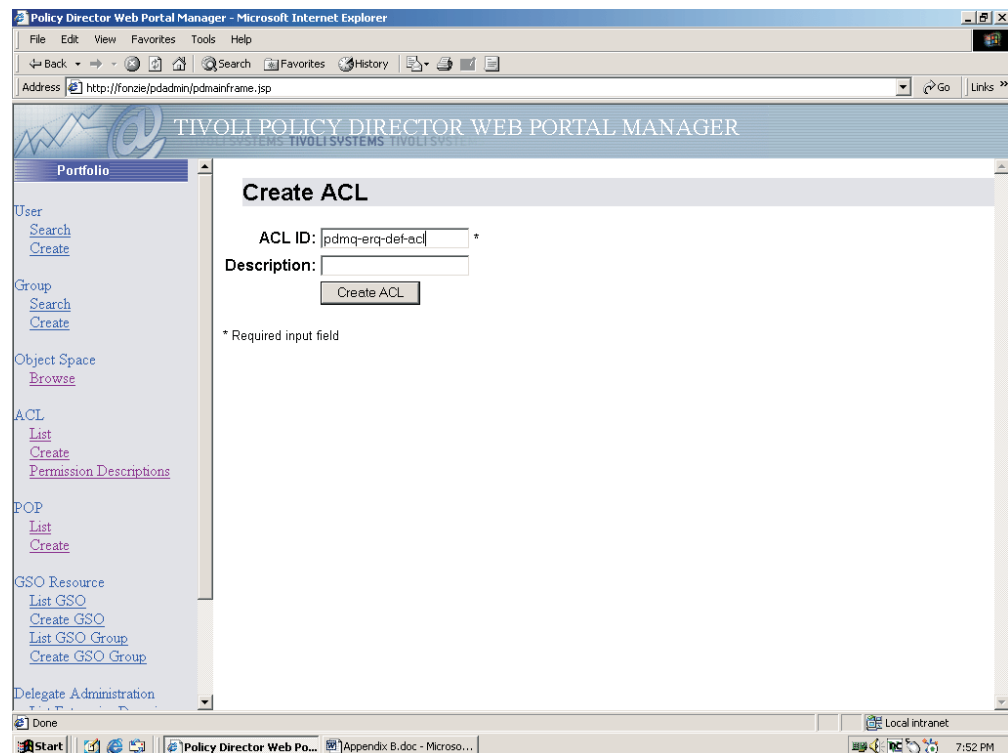 Policy Director Web Portal Manager - Microsoft Internet Explorer
File Edit View Favorites Tools Help
Back Search Favorites History
Address http://fonzie/pdadmin/pdmainframe.jsp Go Links »
TIVOLI POLICY DIRECTOR WEB PORTAL MANAGER
TIVOLI SYSTEMS
Portfolio
User
Search
Create
Group
Search
Create
Object Space
Browse
ACL
List
Create
Permission Descriptions
POP
List
Create
GSO Resource
List GSO
Create GSO
List GSO Group
Create GSO Group
Delegate Administration
Create ACL
ACL ID: pdmq-erq-def-acl *
Description:
Create ACL
* Required input field
Done Local intranet
Start Policy Director Web Po... Appendix B.doc - Microso... 7:52 PM